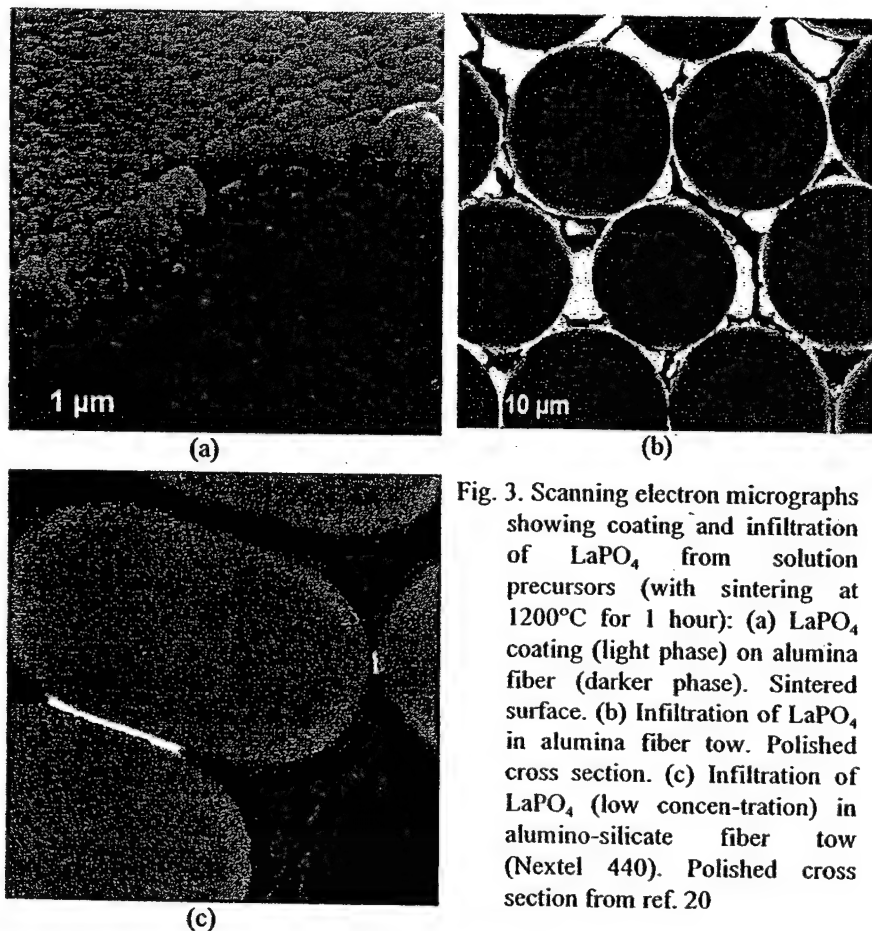 1 µm
(a)
10 µm
(b)
(c)
Fig. 3. Scanning electron micrographs
showing coating and infiltration
of LaPO₄ from solution
precursors (with sintering at
1200°C for 1 hour): (a) LaPO₄
coating (light phase) on alumina
fiber (darker phase). Sintered
surface. (b) Infiltration of LaPO₄
in alumina fiber tow. Polished
cross section. (c) Infiltration of
LaPO₄ (low concen-tration) in
alumino-silicate fiber tow
(Nextel 440). Polished cross
section from ref. 20